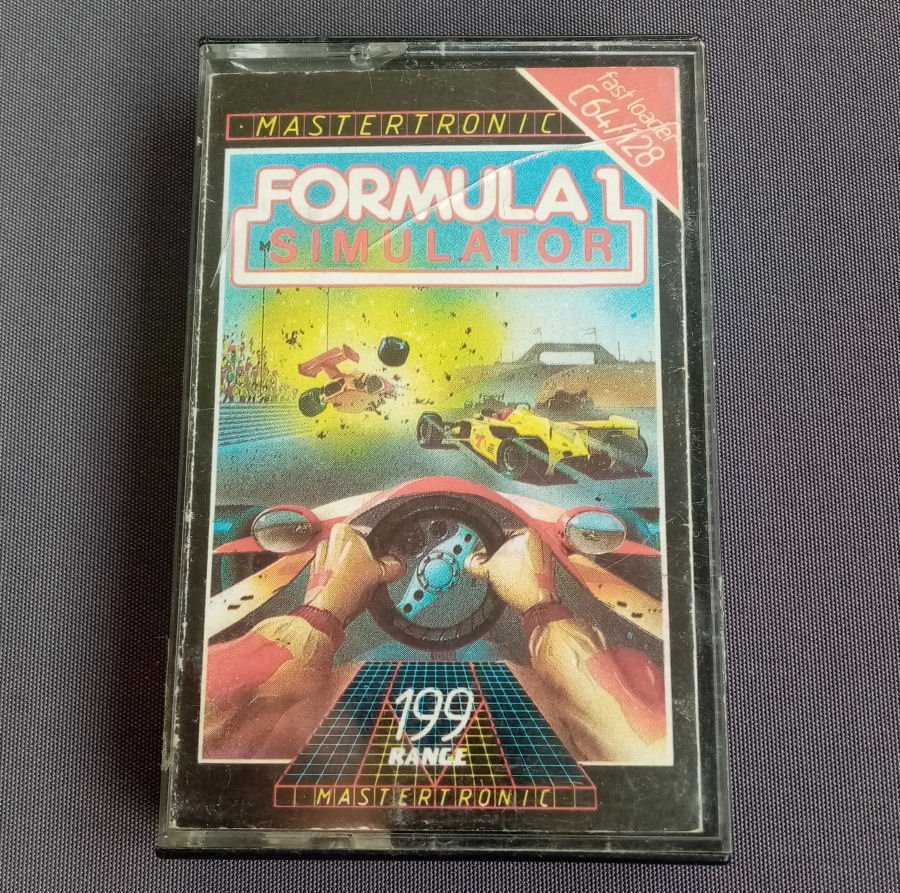 fast loader
C64/128
· MASTERTRONIC
FORMULA 1
SIMULATOR
199
RANGE
· MASTERTRONIC ·